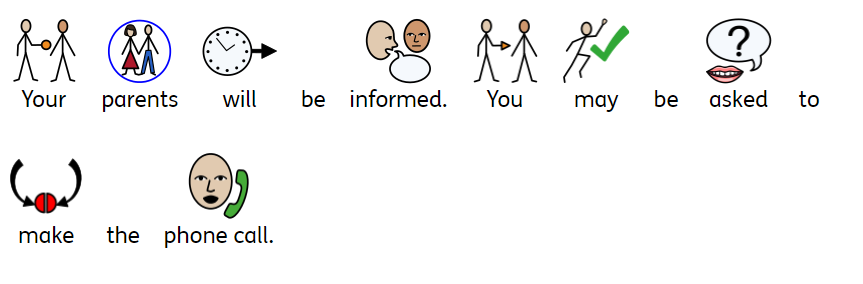 Your parents will be informed. You may be asked to
make the phone call.